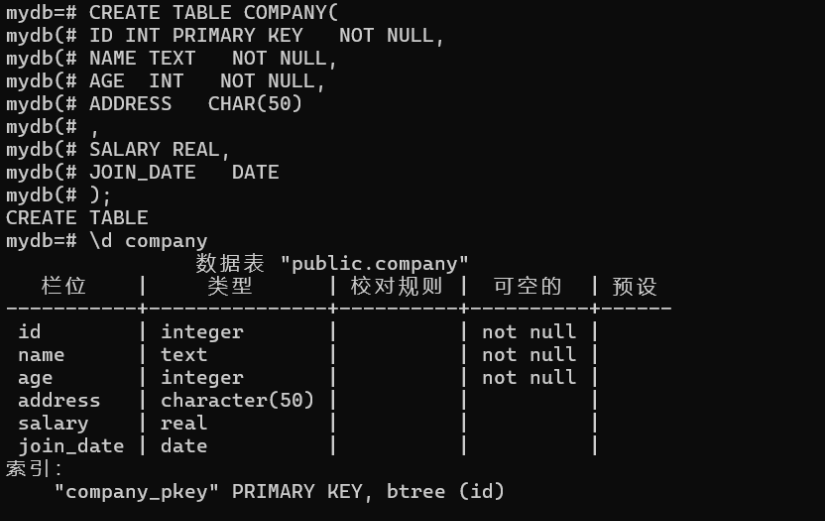 mydb=# CREATE TABLE COMPANY(
mydb(# ID INT PRIMARY KEY   NOT NULL,
mydb(# NAME TEXT   NOT NULL,
mydb(# AGE  INT   NOT NULL,
mydb(# ADDRESS   CHAR(50)
mydb(# ,
mydb(# SALARY REAL,
mydb(# JOIN_DATE   DATE
mydb(# );
CREATE TABLE
mydb=# \d company
                数据表 "public.company"
   栏位    |     类型      | 校对规则 |  可空的  | 预设
-----------+---------------+----------+----------+------
 id        | integer       |          | not null |
 name      | text          |          | not null |
 age       | integer       |          | not null |
 address   | character(50) |          |          |
 salary    | real          |          |          |
 join_date | date          |          |          |
索引:
    "company_pkey" PRIMARY KEY, btree (id)